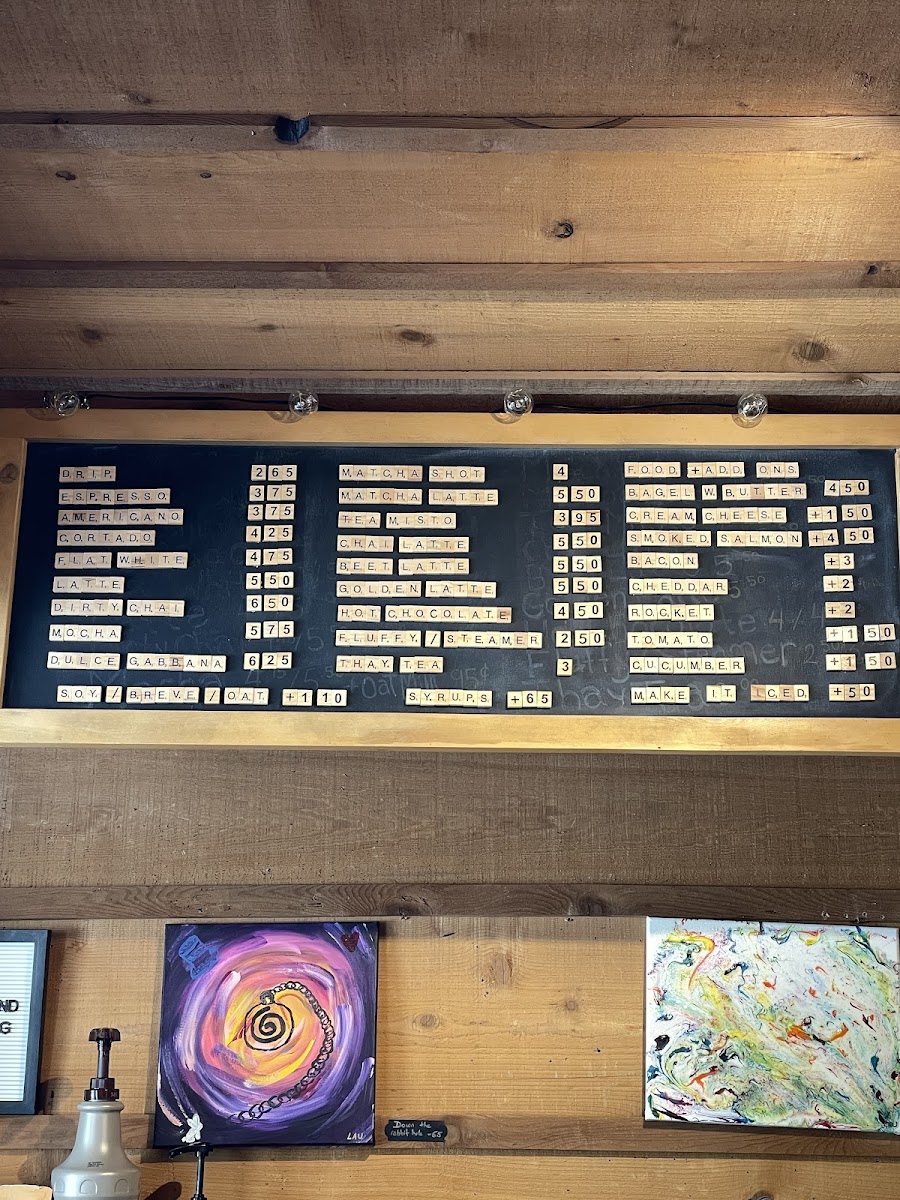 DRIP 265
ESPRESSO 375
AMERICANO 375
CORTADO 425
FLAT WHITE 475
LATTE 550
DIRTY CHAI 650
MOCHA 575
DULCE GABBANA 625
SOY / BREVE / OAT +110
MATCHA SHOT 4
MATCHA LATTE 550
TEA MISTO 395
CHAI LATTE 550
BEET LATTE 550
GOLDEN LATTE 550
HOT CHOCOLATE 450
FLUFFY / STEAMER 250
THAY TEA 3
SYRUPS +65
FOOD +ADD ONS
BAGEL W BUTTER 450
CREAM CHEESE +150
SMOKED SALMON +450
BACON +3
CHEDDAR +2
ROCKET +2
TOMATO +150
CUCUMBER +150
MAKE IT ICED +50
ND
G
LAU
Down the
rabbit hole -65